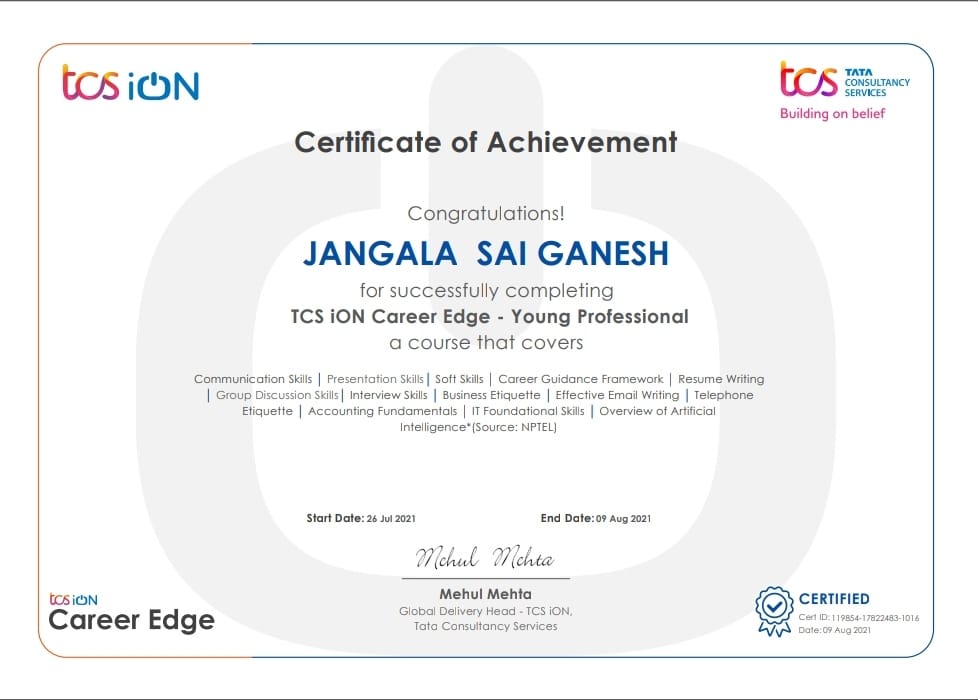 tcs iON
tcs TATA
CONSULTANCY
SERVICES
Building on belief
Certificate of Achievement
Congratulations!
JANGALA SAI GANESH
for successfully completing
TCS iON Career Edge - Young Professional
a course that covers
Communication Skills | Presentation Skills | Soft Skills | Career Guidance Framework | Resume Writing
| Group Discussion Skills | Interview Skills | Business Etiquette | Effective Email Writing | Telephone
Etiquette | Accounting Fundamentals | IT Foundational Skills | Overview of Artificial
Intelligence*(Source: NPTEL)
Start Date: 26 Jul 2021
End Date: 09 Aug 2021
Mehul Mehta
Mehul Mehta
Global Delivery Head - TCS iON,
Tata Consultancy Services
tcs iON
Career Edge
CERTIFIED
Cert ID: 119854-17822483-1016
Date: 09 Aug 2021